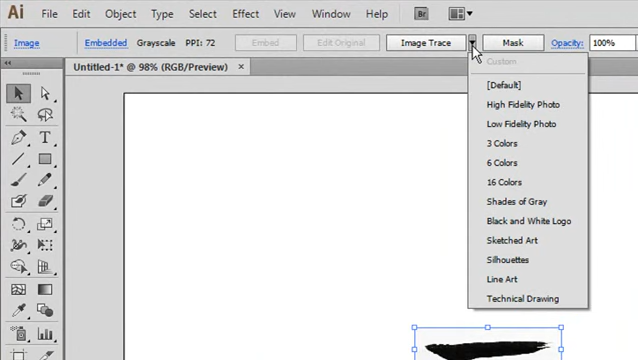 Ai File Edit Object Type Select Effect View Window Help Br
Image Embedded Grayscale PPI: 72 Embed Edit Original Image Trace Mask Opacity: 100%
Untitled-1* @ 98% (RGB/Preview) ×
Custom
[Default]
High Fidelity Photo
Low Fidelity Photo
3 Colors
6 Colors
16 Colors
Shades of Gray
Black and White Logo
Sketched Art
Silhouettes
Line Art
Technical Drawing